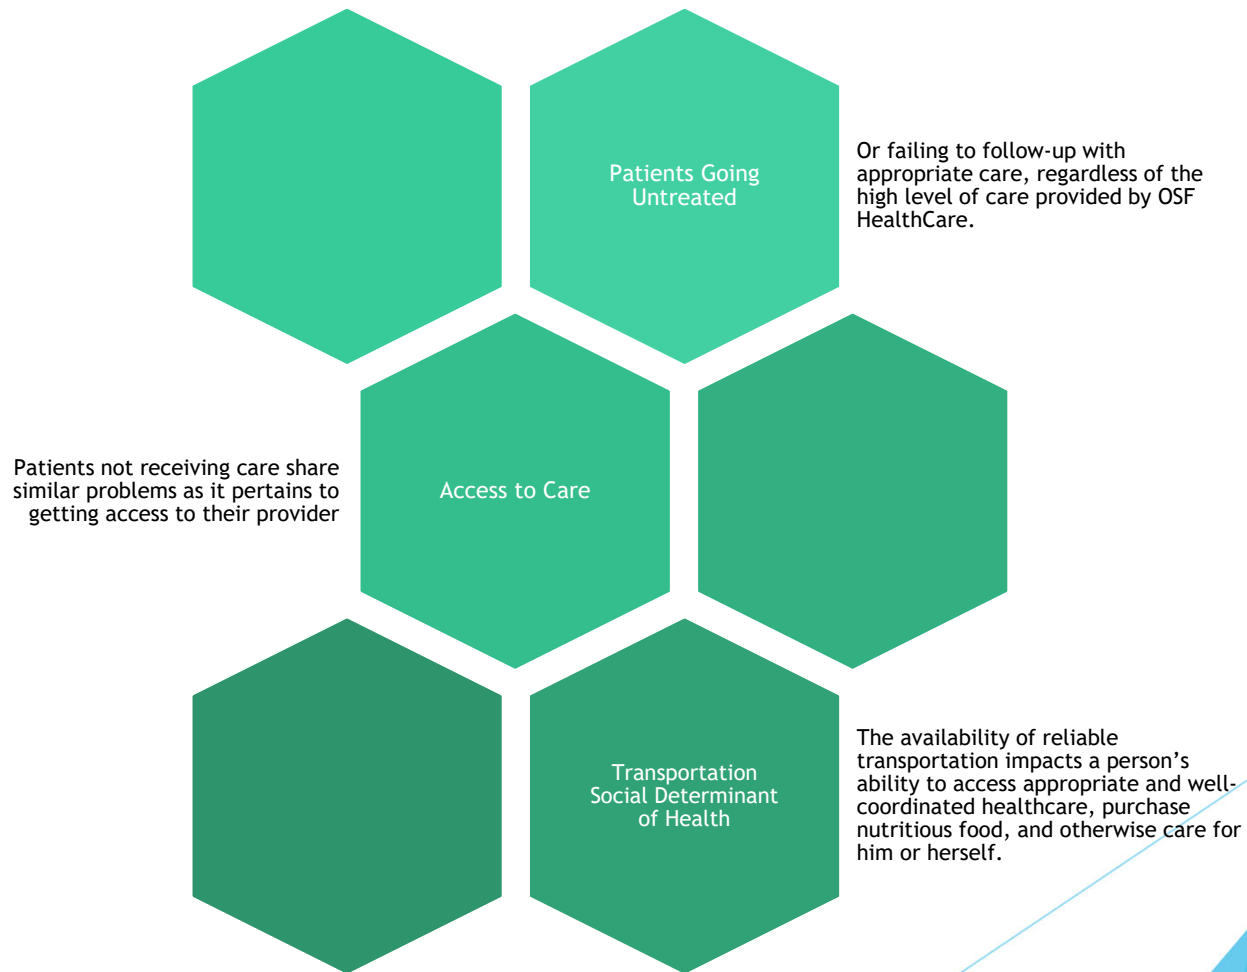 Patients Going
Untreated
Or failing to follow-up with
appropriate care, regardless of the
high level of care provided by OSF
HealthCare.
Patients not receiving care share
similar problems as it pertains to
getting access to their provider
Access to Care
Transportation
Social Determinant
of Health
The availability of reliable
transportation impacts a person’s
ability to access appropriate and well-
coordinated healthcare, purchase
nutritious food, and otherwise care for
him or herself.